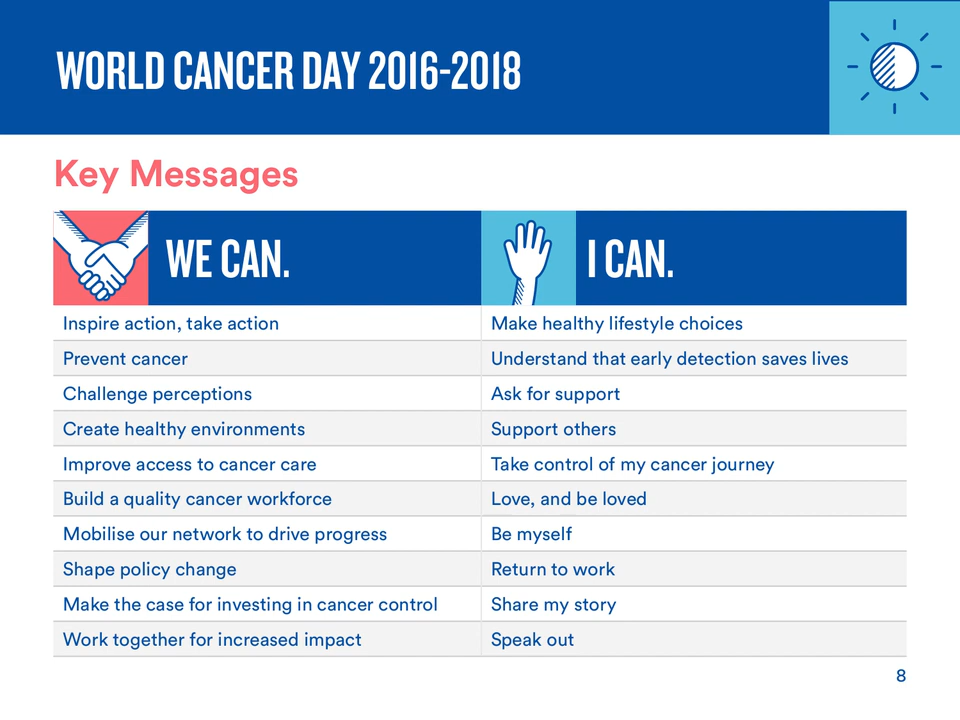 WORLD CANCER DAY 2016-2018
Key Messages
WE CAN.
I CAN.
Inspire action, take action
Make healthy lifestyle choices
Prevent cancer
Understand that early detection saves lives
Challenge perceptions
Ask for support
Create healthy environments
Support others
Improve access to cancer care
Take control of my cancer journey
Build a quality cancer workforce
Love, and be loved
Mobilise our network to drive progress
Be myself
Shape policy change
Return to work
Make the case for investing in cancer control
Share my story
Work together for increased impact
Speak out
8